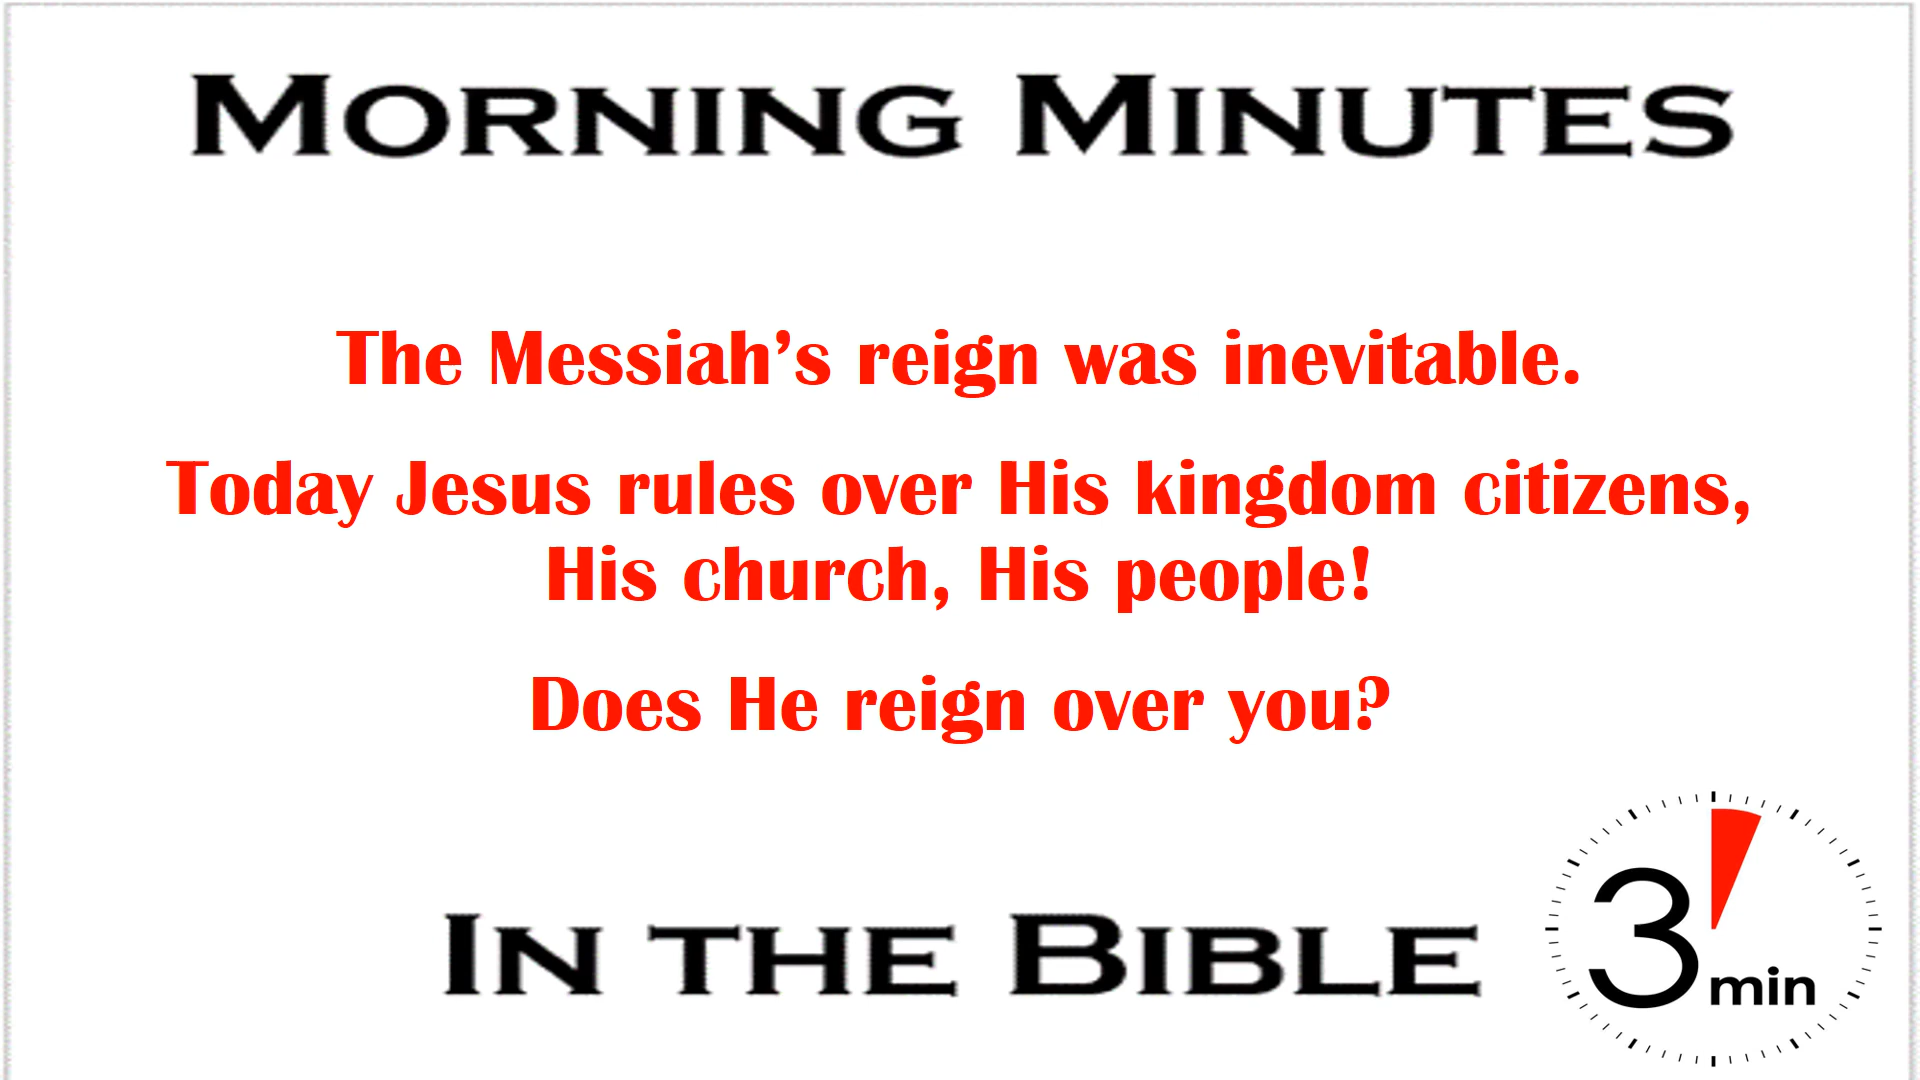 MORNING MINUTES
The Messiah’s reign was inevitable.
Today Jesus rules over His kingdom citizens,
His church, His people!
Does He reign over you?
IN THE BIBLE
3 min